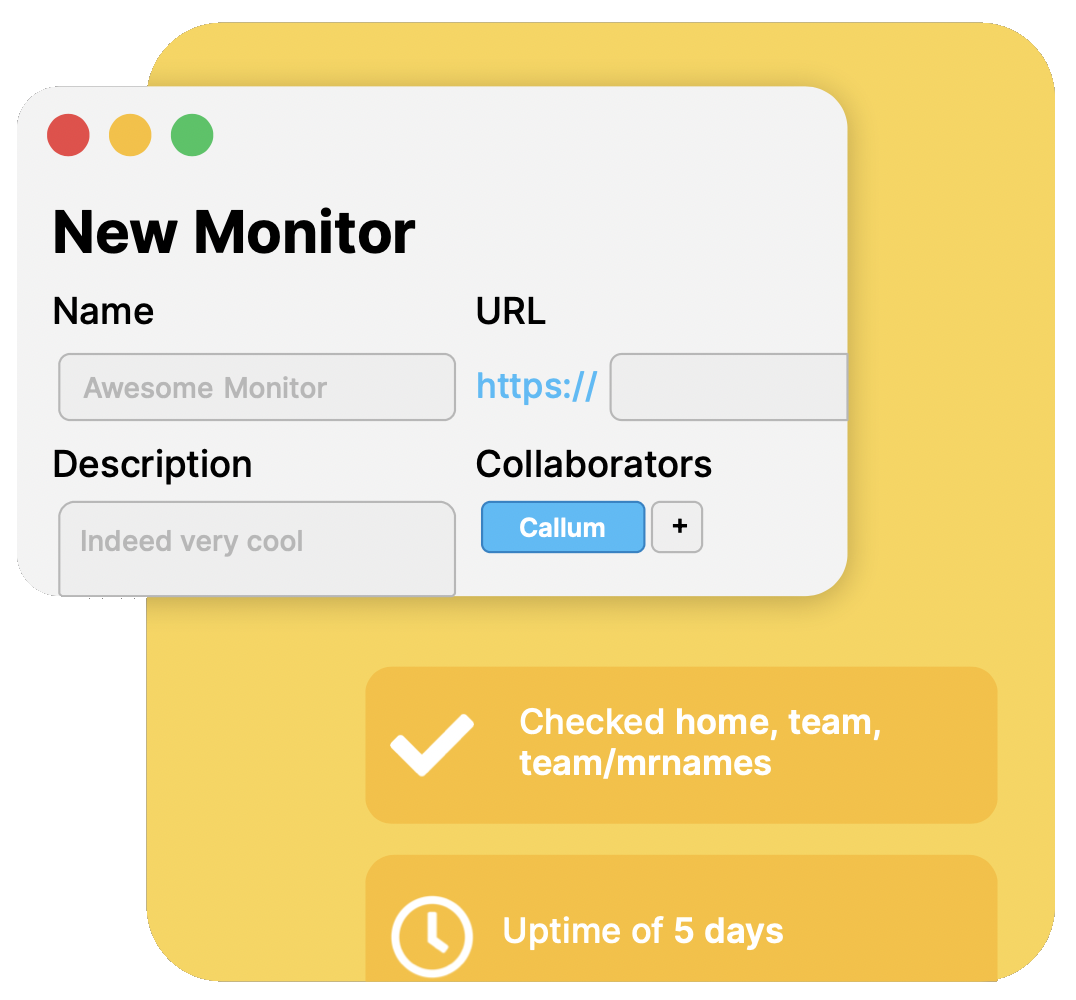 New Monitor
Name
URL
Awesome Monitor
https://
Description
Collaborators
Indeed very cool
Callum
+
Checked home, team,
team/mrnames
Uptime of 5 days